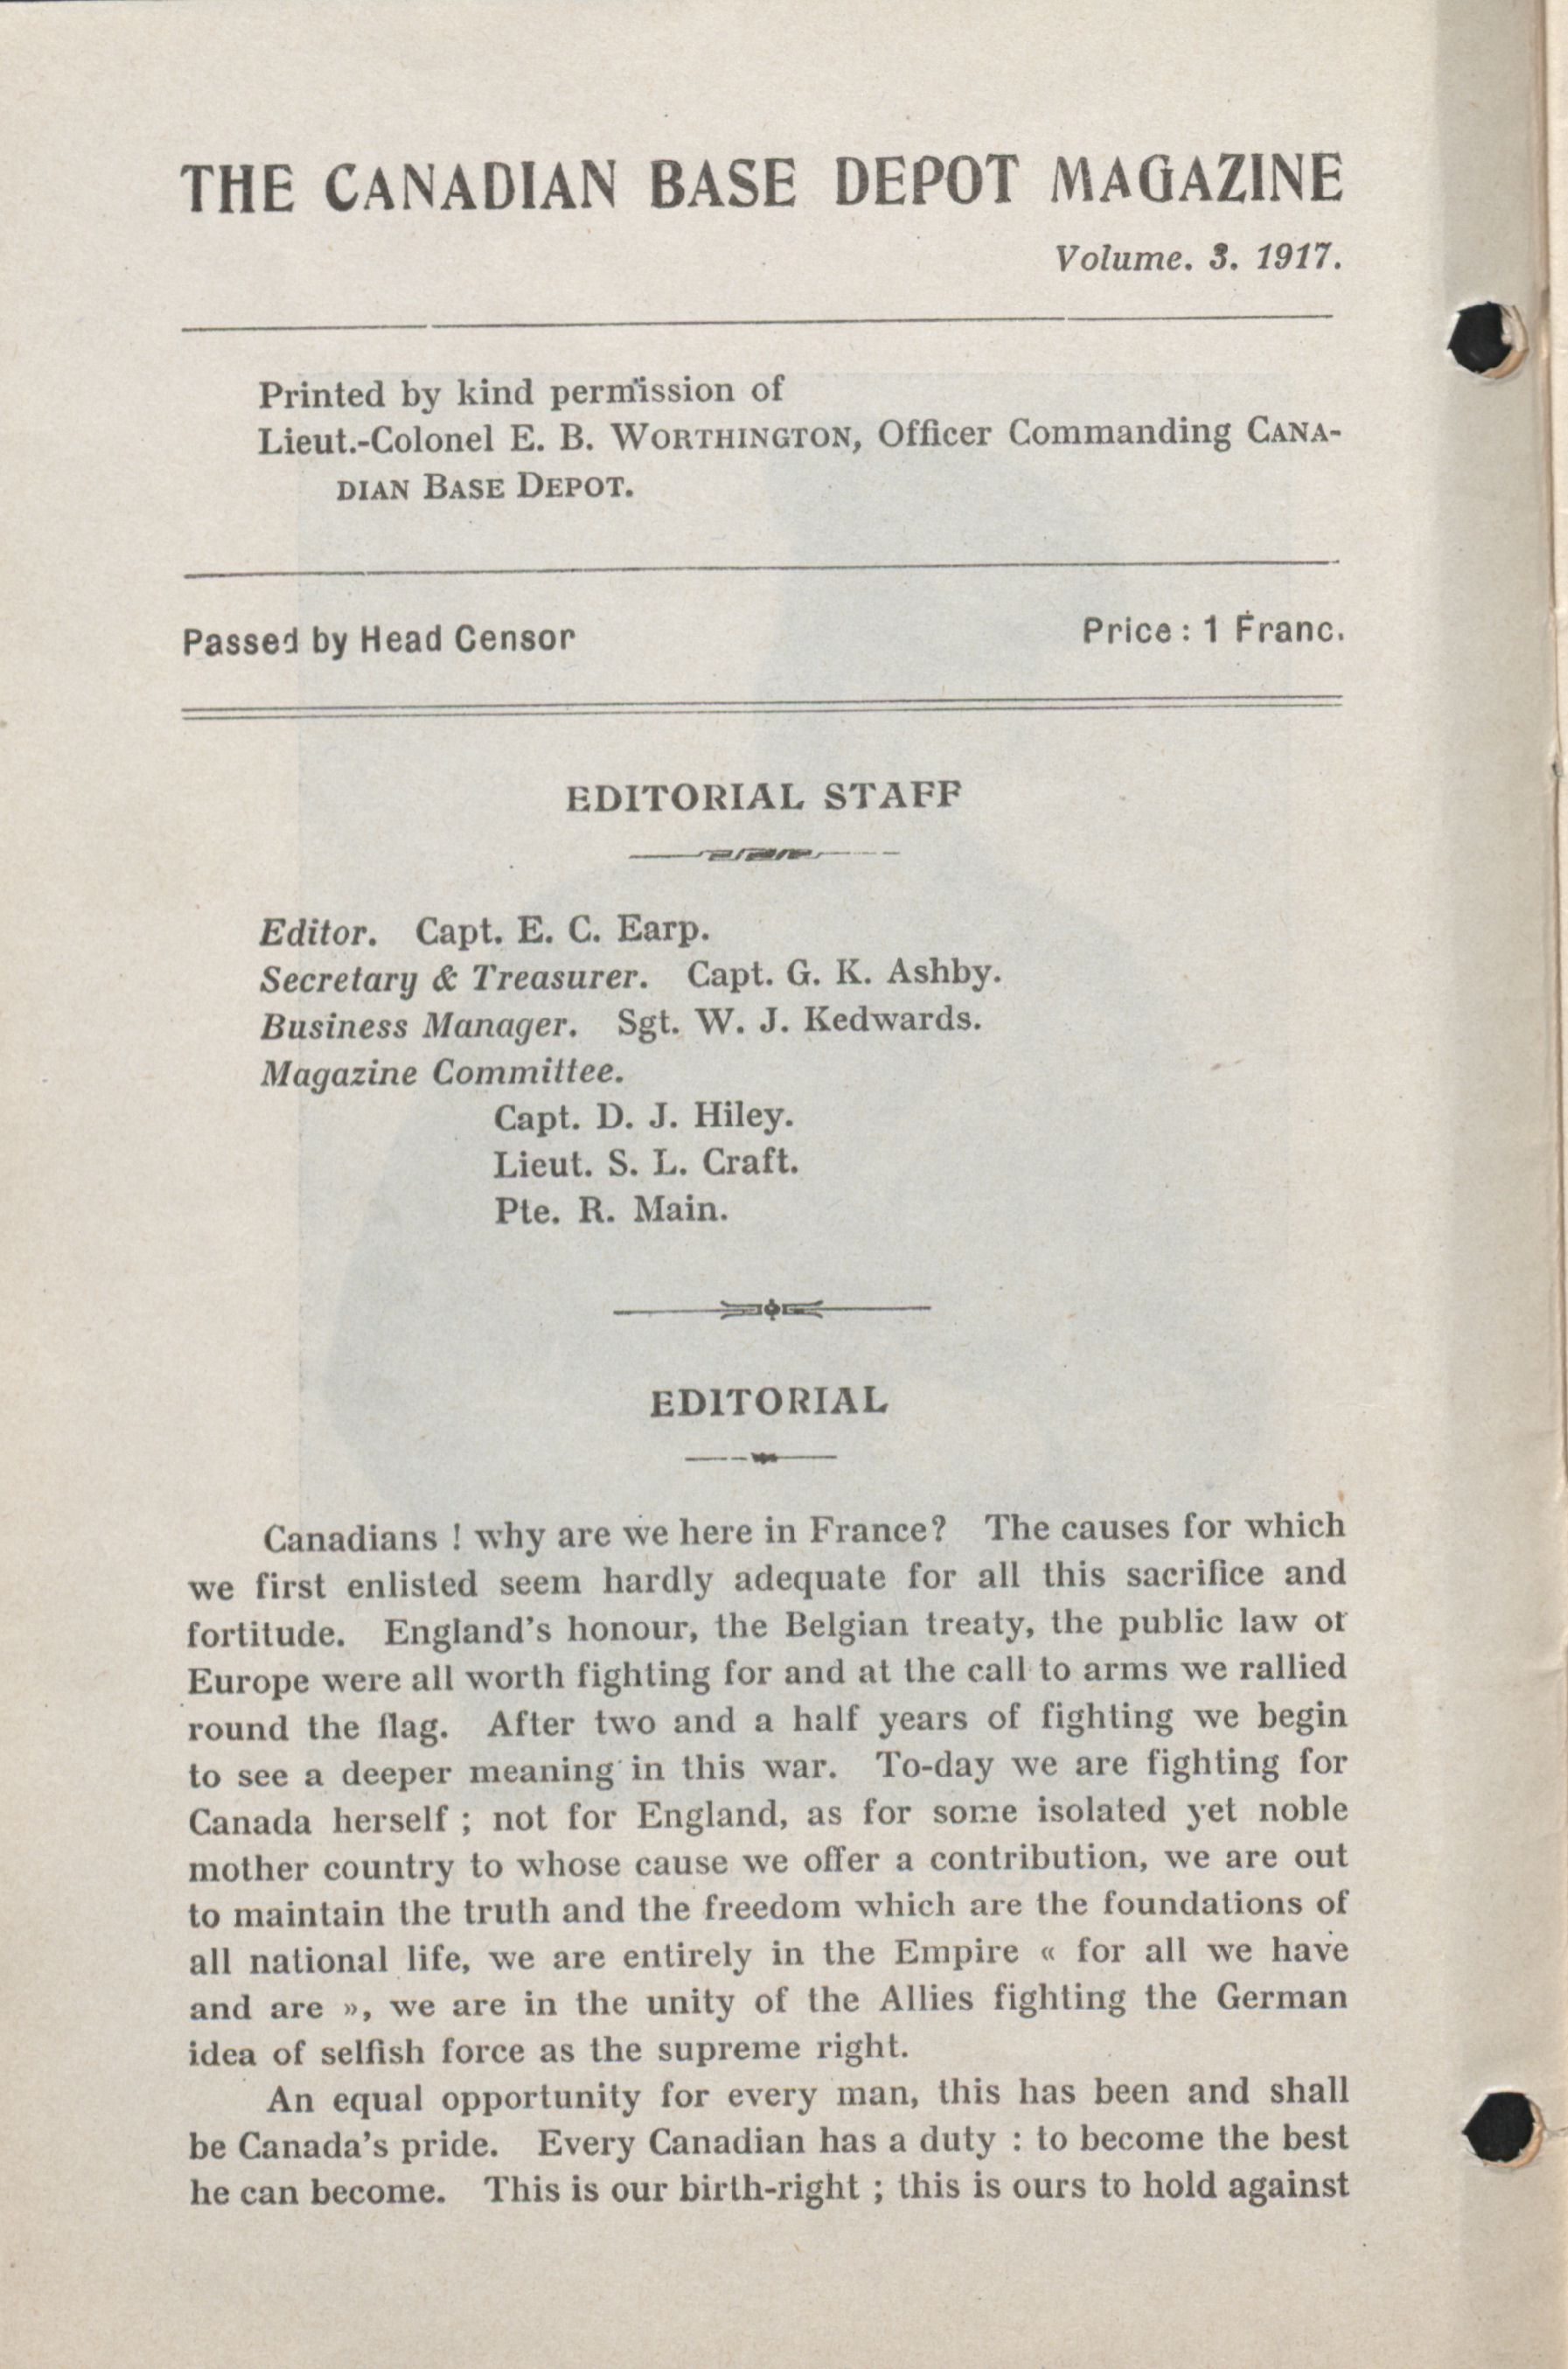 THE CANADIAN BASE DEPOT MAGAZINE
Volume. 3. 1917.
Printed by kind permission of
Lieut.-Colonel E. B. WORTHINGTON, Officer Commanding CANA-
DIAN BASE DEPOT.
Passed by Head Censor Price : 1 Franc.
EDITORIAL STAFF
Editor. Capt. E. C. Earp.
Secretary & Treasurer. Capt. G. K. Ashby.
Business Manager. Sgt. W. J. Kedwards.
Magazine Committee.
Capt. D. J. Hiley.
Lieut. S. L. Craft.
Pte. R. Main.
EDITORIAL
Canadians ! why are we here in France? The causes for which
we first enlisted seem hardly adequate for all this sacrifice and
fortitude. England's honour, the Belgian treaty, the public law of
Europe were all worth fighting for and at the call to arms we rallied
round the flag. After two and a half years of fighting we begin
to see a deeper meaning in this war. To-day we are fighting for
Canada herself ; not for England, as for some isolated yet noble
mother country to whose cause we offer a contribution, we are out
to maintain the truth and the freedom which are the foundations of
all national life, we are entirely in the Empire « for all we have
and are », we are in the unity of the Allies fighting the German
idea of selfish force as the supreme right.
An equal opportunity for every man, this has been and shall
be Canada's pride. Every Canadian has a duty : to become the best
he can become. This is our birth-right ; this is ours to hold against